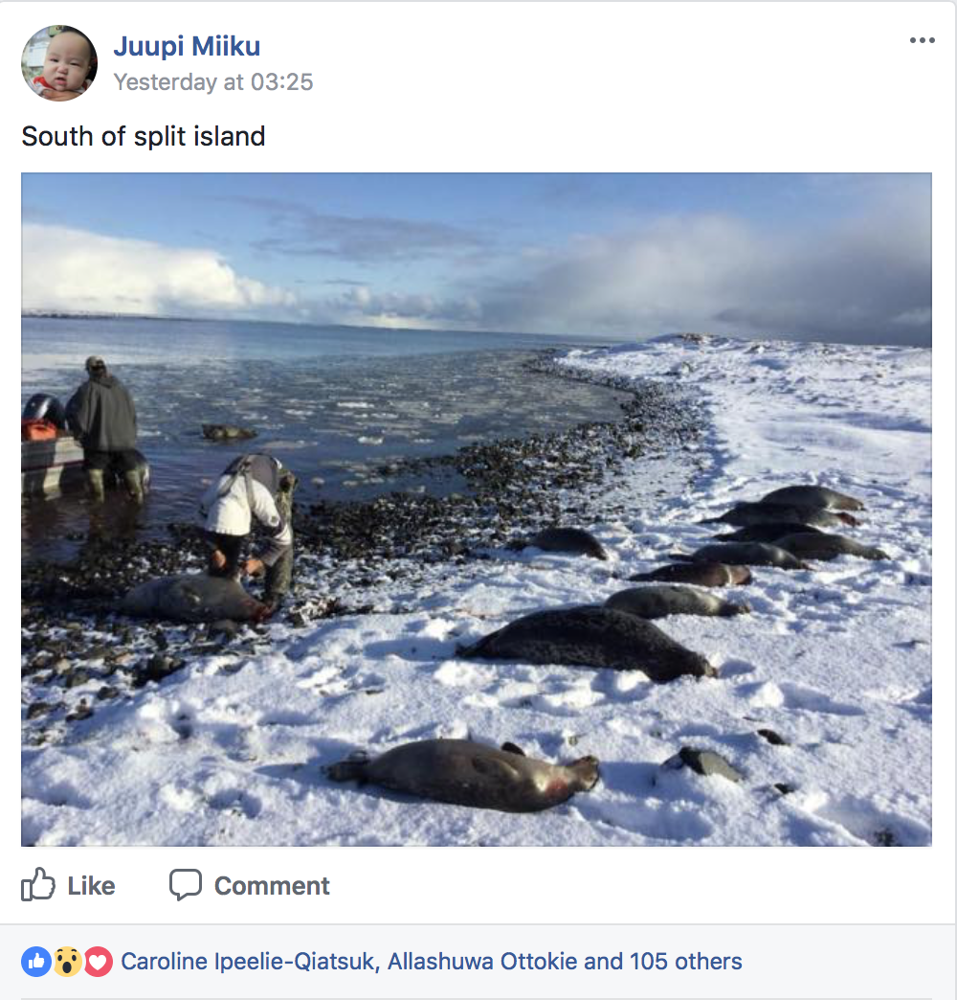 Juupi Miiku
Yesterday at 03:25
South of split island
Like Comment
Caroline Ipeelie-Qiatsuk, Allashuwa Ottokie and 105 others